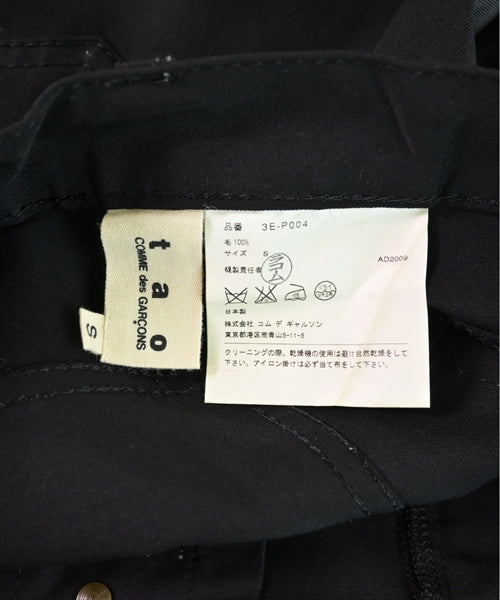 tao
COMME des GARÇONS
S
品番 3E-P004
毛 100%
サイズ S
AD2009
縫製責任者 コム
日本製
株式会社 コム デ ギャルソン
東京都港区南青山5-11-5
クリーニングの際、乾燥機の使用は避け自然乾燥をして
下さい。アイロン掛けは必ず当て布をして下さい。